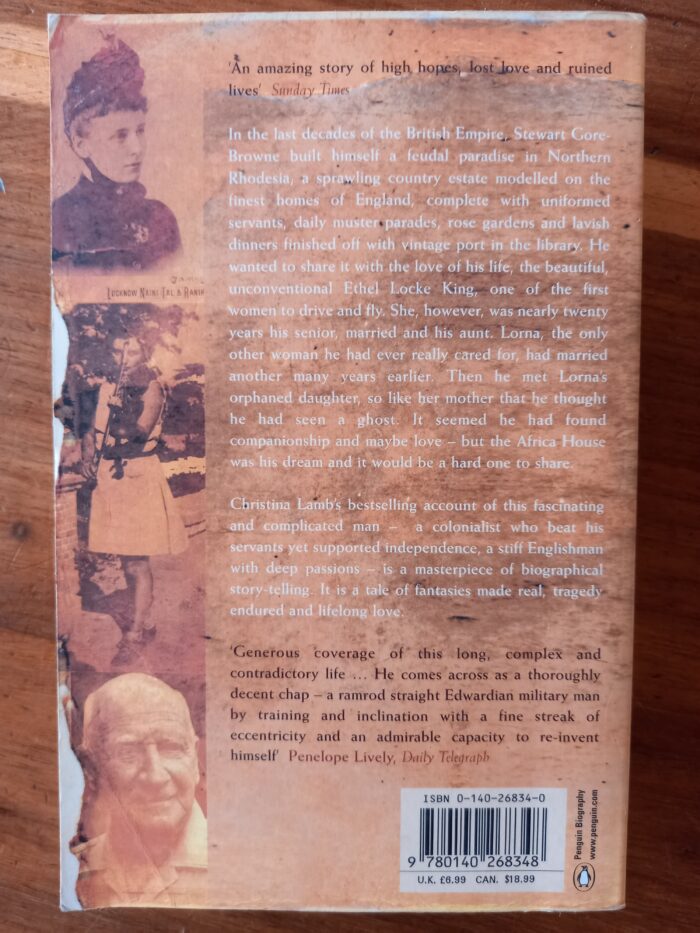 'An amazing story of high hopes, lost love and ruined
lives' Sunday Times
In the last decades of the British Empire, Stewart Gore-
Browne built himself a feudal paradise in Northern
Rhodesia, a sprawling country estate modelled on the
finest homes of England, complete with uniformed
servants, daily muster parades, rose gardens and lavish
dinners finished off with vintage port in the library. He
wanted to share it with the love of his life, the beautiful,
unconventional Ethel Locke King, one of the first
women to drive and fly. She, however, was nearly twenty
years his senior, married and his aunt. Lorna, the only
other woman he had ever really cared for, had married
another many years earlier. Then he met Lorna's
orphaned daughter, so like her mother that he thought
he had seen a ghost. It seemed he had found
companionship and maybe love – but the Africa House
was his dream and it would be a hard one to share.
Christina Lamb's bestselling account of this fascinating
and complicated man – a colonialist who beat his
servants yet supported independence, a stiff Englishman
with deep passions – is a masterpiece of biographical
story-telling. It is a tale of fantasies made real, tragedy
endured and lifelong love.
'Generous coverage of this long, complex and
contradictory life ... He comes across as a thoroughly
decent chap – a ramrod straight Edwardian military man
by training and inclination with a fine streak of
eccentricity and an admirable capacity to re-invent
himself' Penelope Lively, Daily Telegraph
LUCKNOW NAINI-TAL & RANIK
ISBN 0-140-26834-0
9 780140 268348
U.K. £6.99 CAN. $18.99
Penguin Biography
www.penguin.com